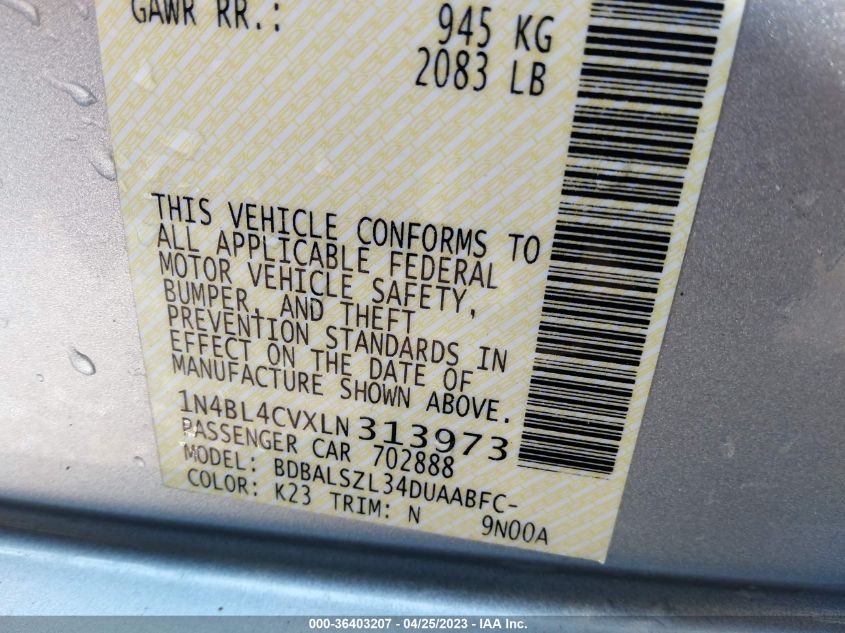 GAWR RR.: 945 KG
2083 LB
THIS VEHICLE CONFORMS TO
ALL APPLICABLE FEDERAL
MOTOR VEHICLE SAFETY,
BUMPER, AND THEFT
PREVENTION STANDARDS IN
EFFECT ON THE DATE OF
MANUFACTURE SHOWN ABOVE.
1N4BL4CVXLN313973
PASSENGER CAR 702888
MODEL: BDBALSZL34DUAABFC-
COLOR: K23 TRIM: N 9N00A
000-36403207 - 04/25/2023 - IAA Inc.